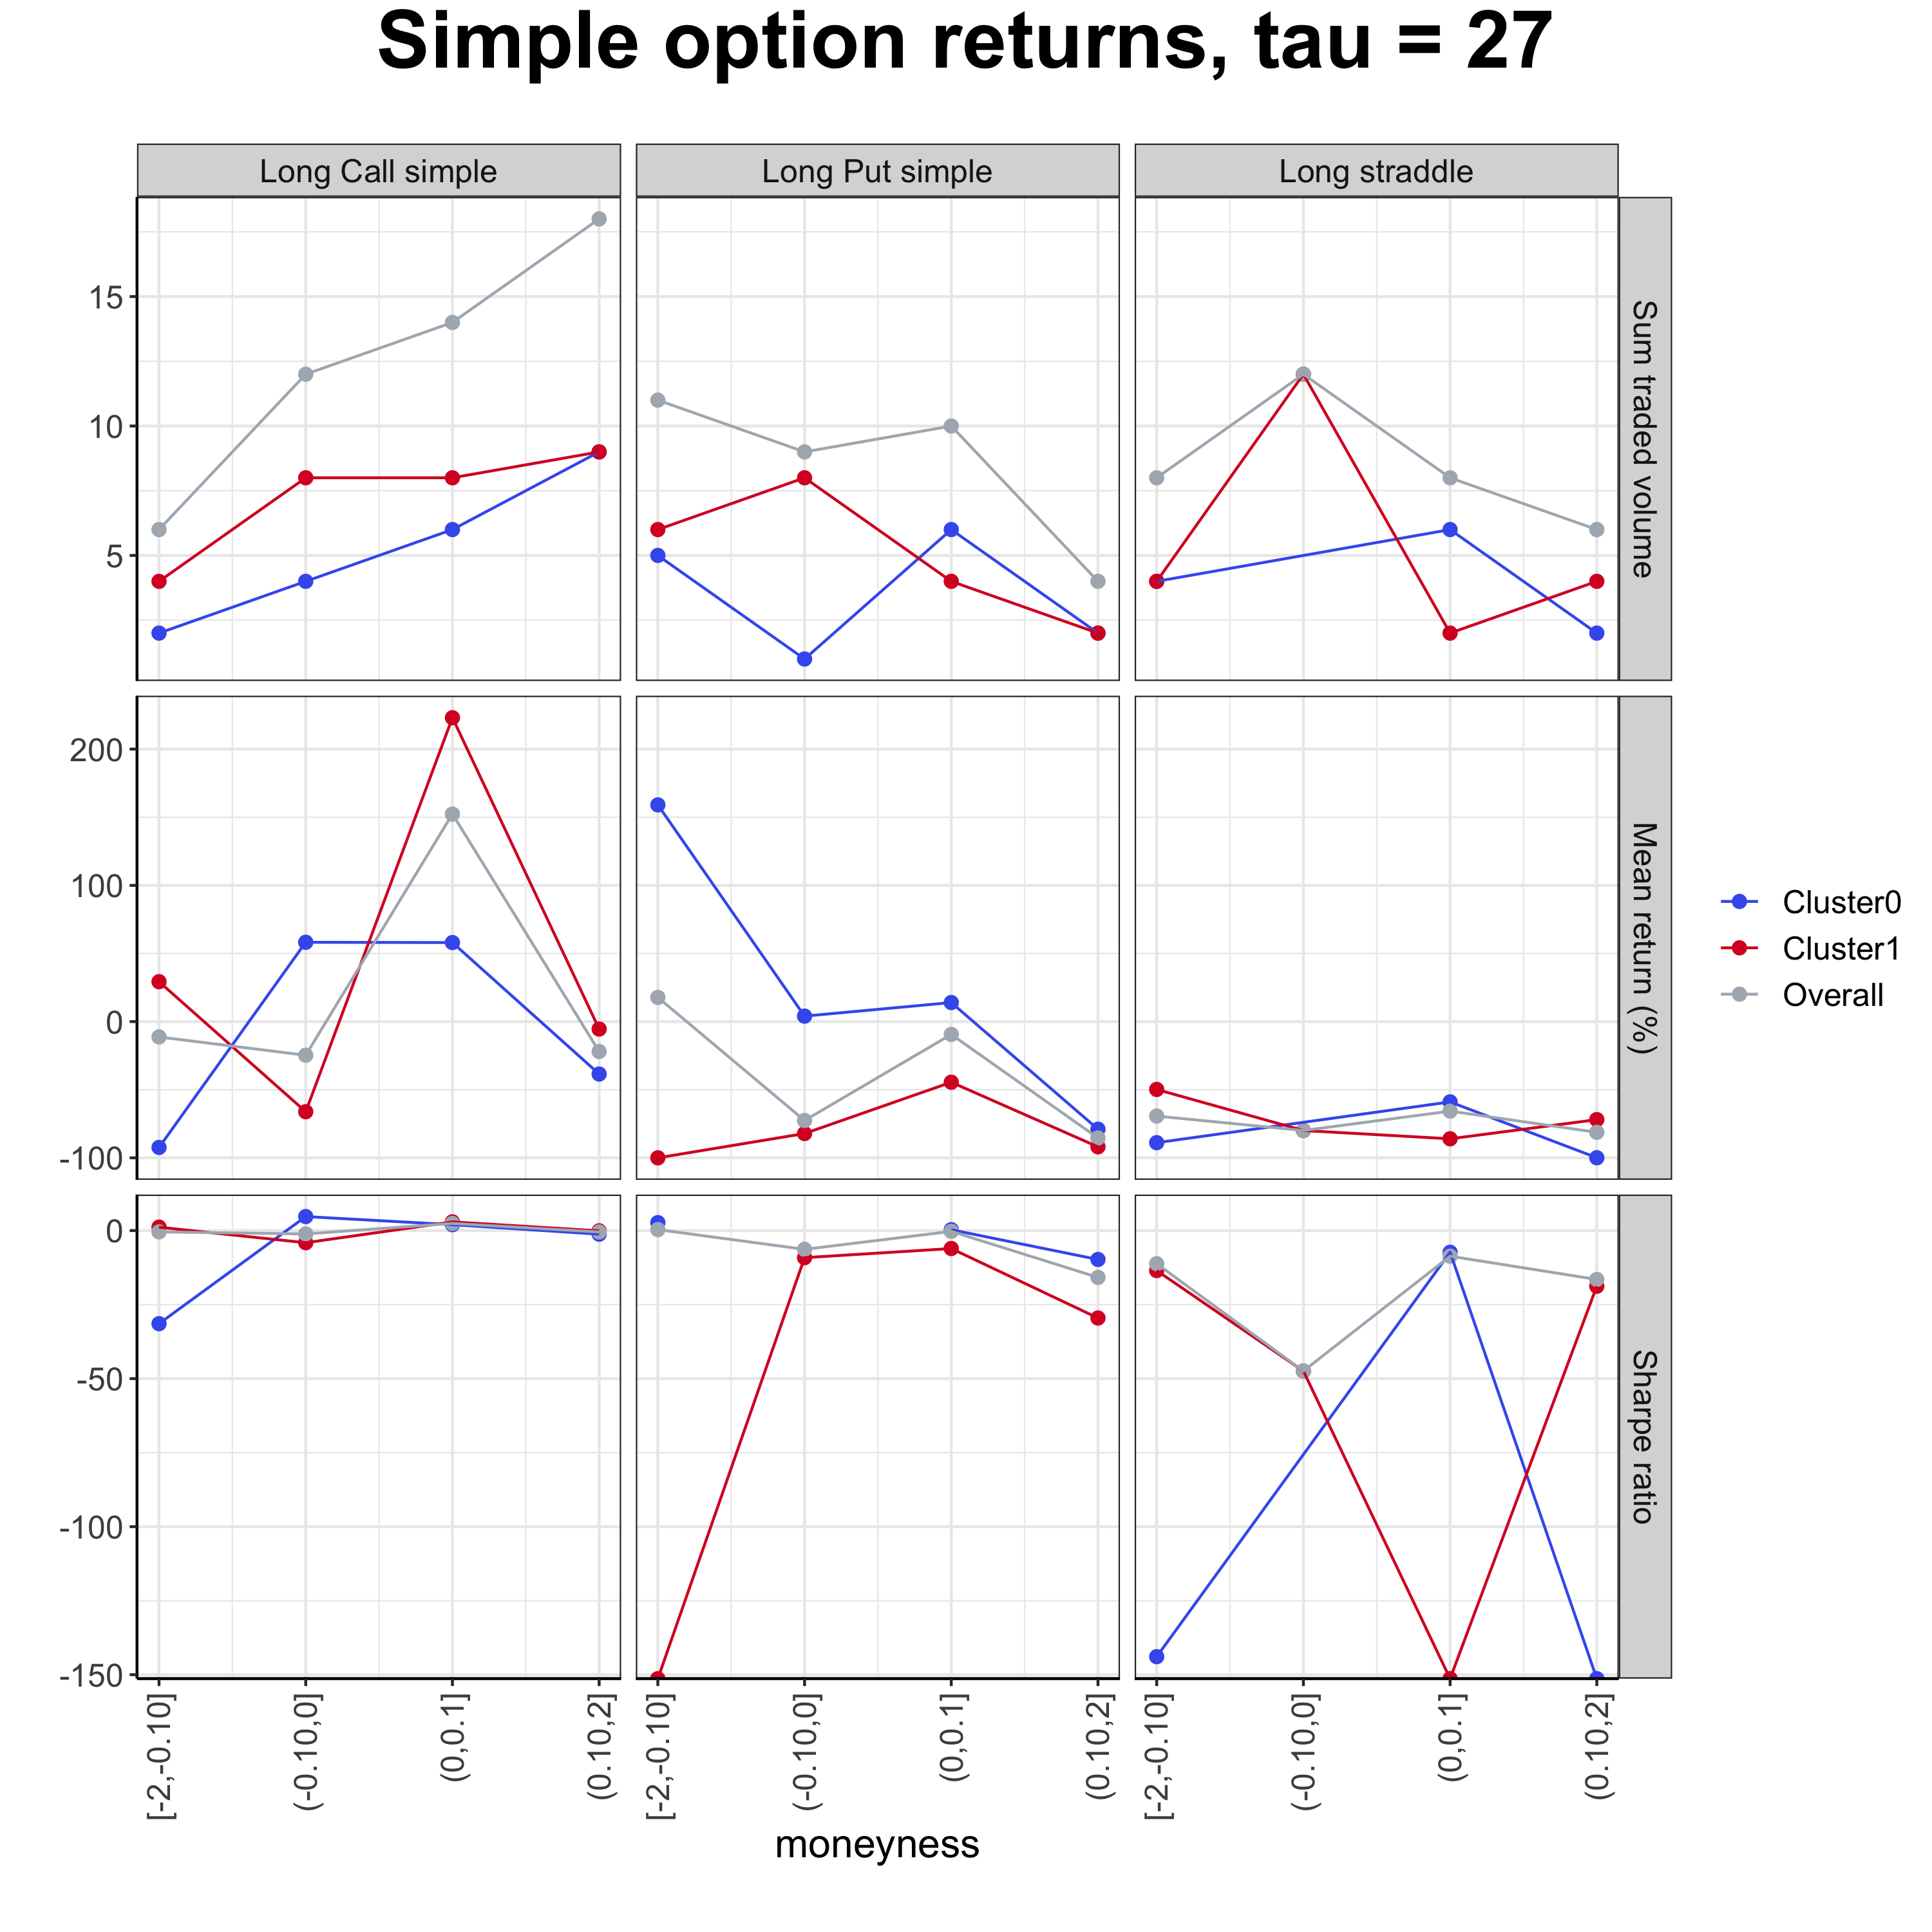 Simple option returns, tau = 27
Long Call simple
Long Put simple
Long straddle
15
10
5
Sum traded volume
200
100
0
-100
Mean return (%)
0
-50
-100
-150
Sharpe ratio
Cluster0
Cluster1
Overall
[-2,-0.10]
(-0.10,0]
(0,0.1]
(0.10,2]
[-2,-0.10]
(-0.10,0]
(0,0.1]
(0.10,2]
[-2,-0.10]
(-0.10,0]
(0,0.1]
(0.10,2]
moneyness